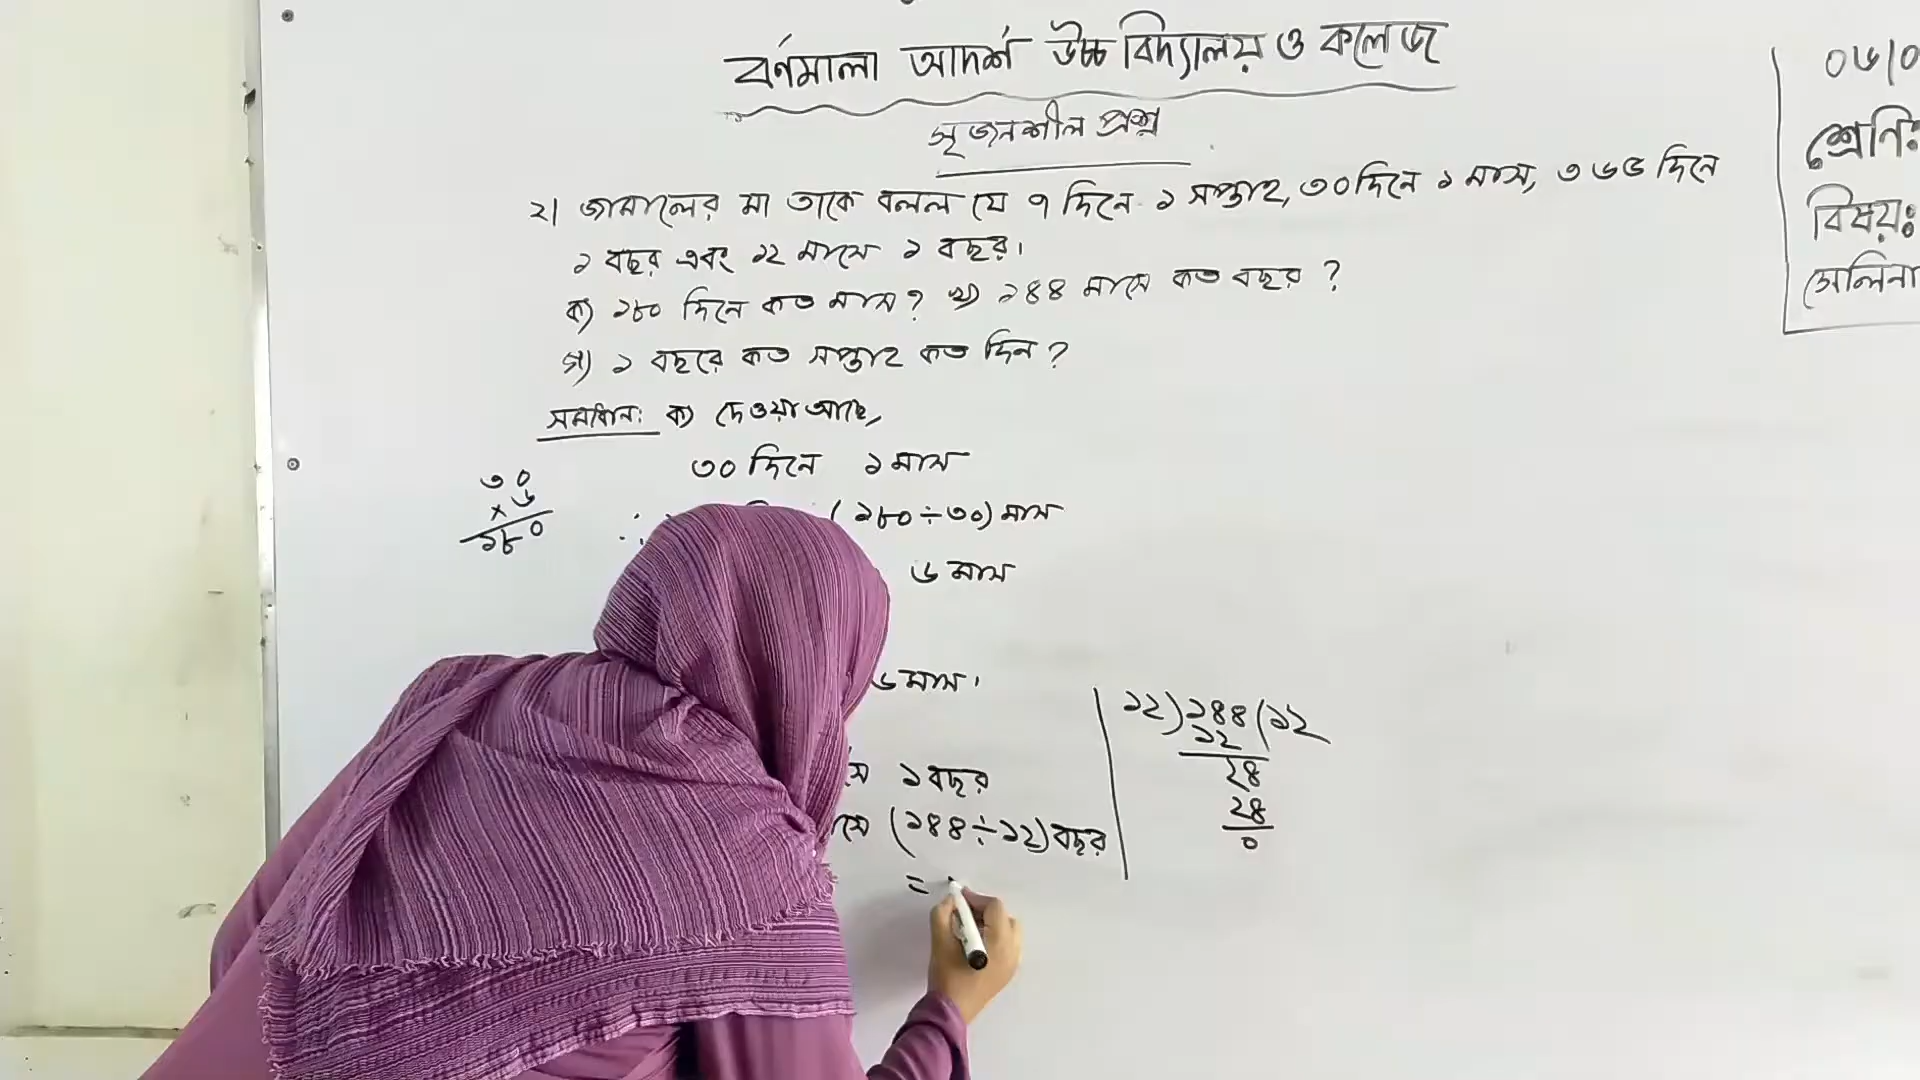 বর্ণমালা আদর্শ উচ্চ বিদ্যালয় ও কলেজ
সৃজনশীল প্রশ্ন
২। জামালের মা তাকে বলল যে ৭ দিনে ১ সপ্তাহ, ৩০ দিনে ১ মাস, ৩৬৫ দিনে
১ বছর এবং ১২ মাসে ১ বছর।
ক) ১৮০ দিনে কত মাস? খ) ১৪৪ মাসে কত বছর ?
গ) ১ বছরে কত সপ্তাহ কত দিন ?
সমাধান: ক) দেওয়া আছে,
৩০ দিনে ১ মাস
∴ (১৮০÷৩০) মাস
৬ মাস
৬ মাস।
৩০
×৬
১৮০
সে ১ বছর
াসে (১৪৪÷১২) বছর
=
১২)১৪৪(১২
১২
২৪
২৪
০
০৬/০
শ্রেণি:
বিষয়:
সেলিনা